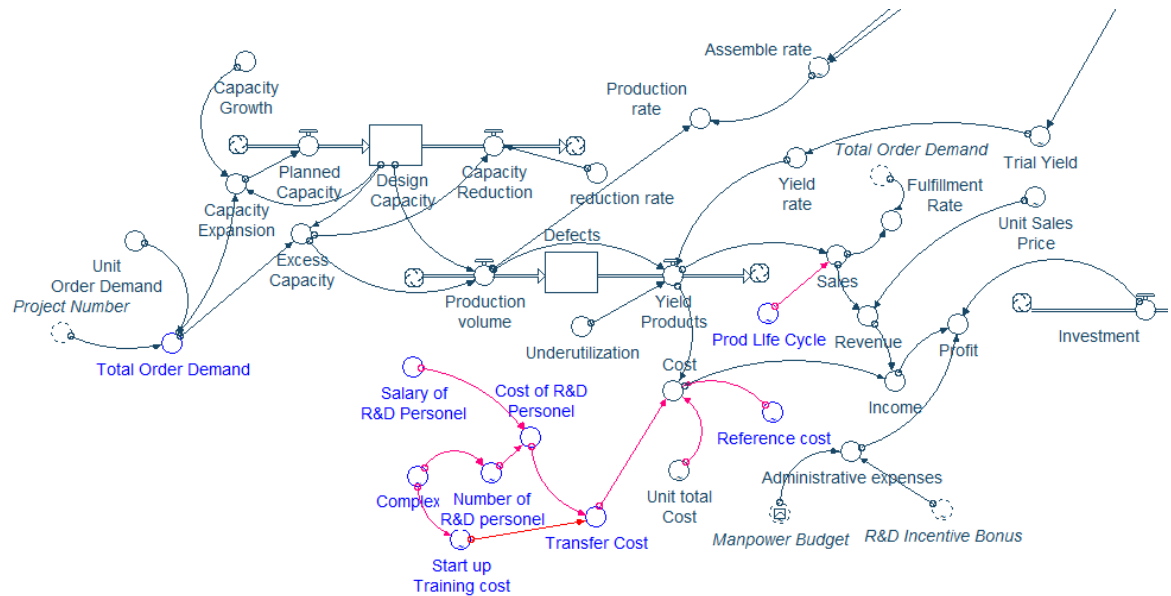 Assemble rate
Capacity
Growth
Production
rate
Total Order Demand
Trial Yield
Planned
Capacity
Design
Capacity
Capacity
Reduction
reduction rate
Yield
rate
Fulfillment
Rate
Unit Sales
Price
Capacity
Expansion
Excess
Capacity
Defects
Unit
Order Demand
Project Number
Production
volume
Yield
Products
Sales
Investment
Underutilization
Prod LIfe Cycle
Revenue
Profit
Total Order Demand
Cost
Salary of
R&D Personel
Cost of R&D
Personel
Income
Reference cost
Complex
Number of
R&D personel
Unit total
Cost
Administrative expenses
Transfer Cost
Manpower Budget
R&D Incentive Bonus
Start up
Training cost